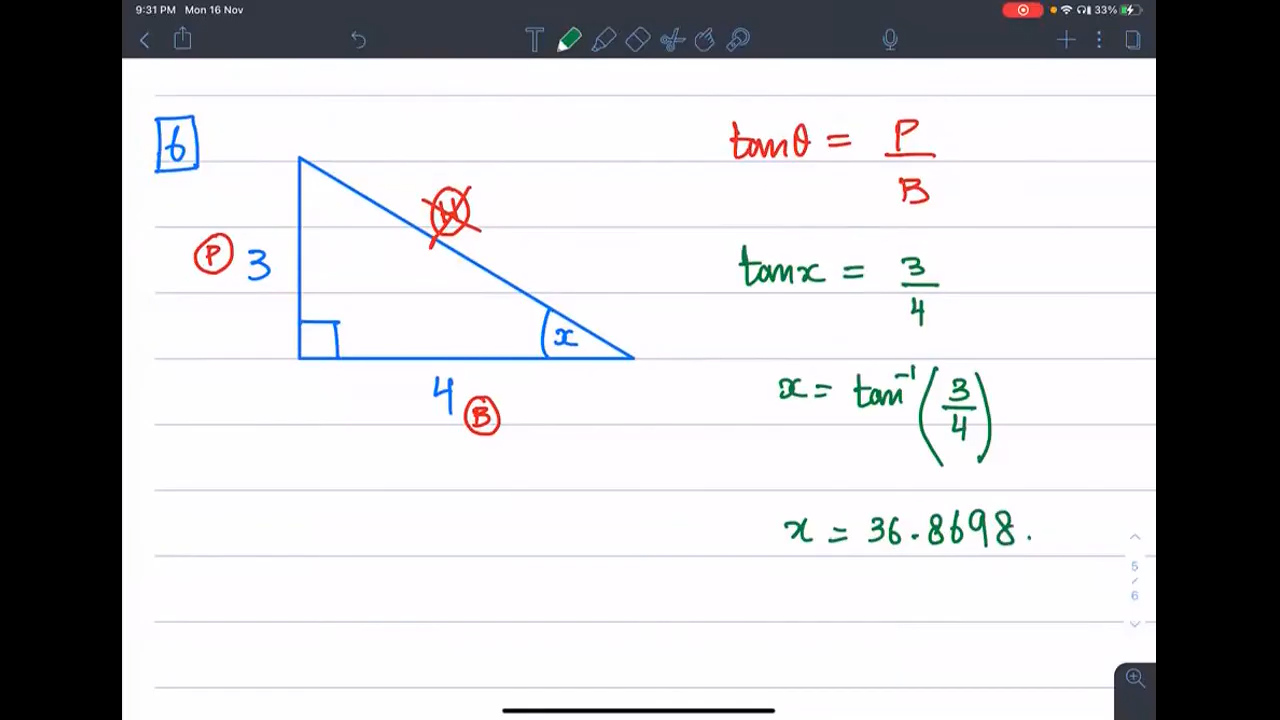 9:31 PM Mon 16 Nov 33%
6
tanθ = P/B
H
P 3
tanx = 3/4
x
4 B
x = tan⁻¹(3/4)
x = 36.8698.
5
/
6